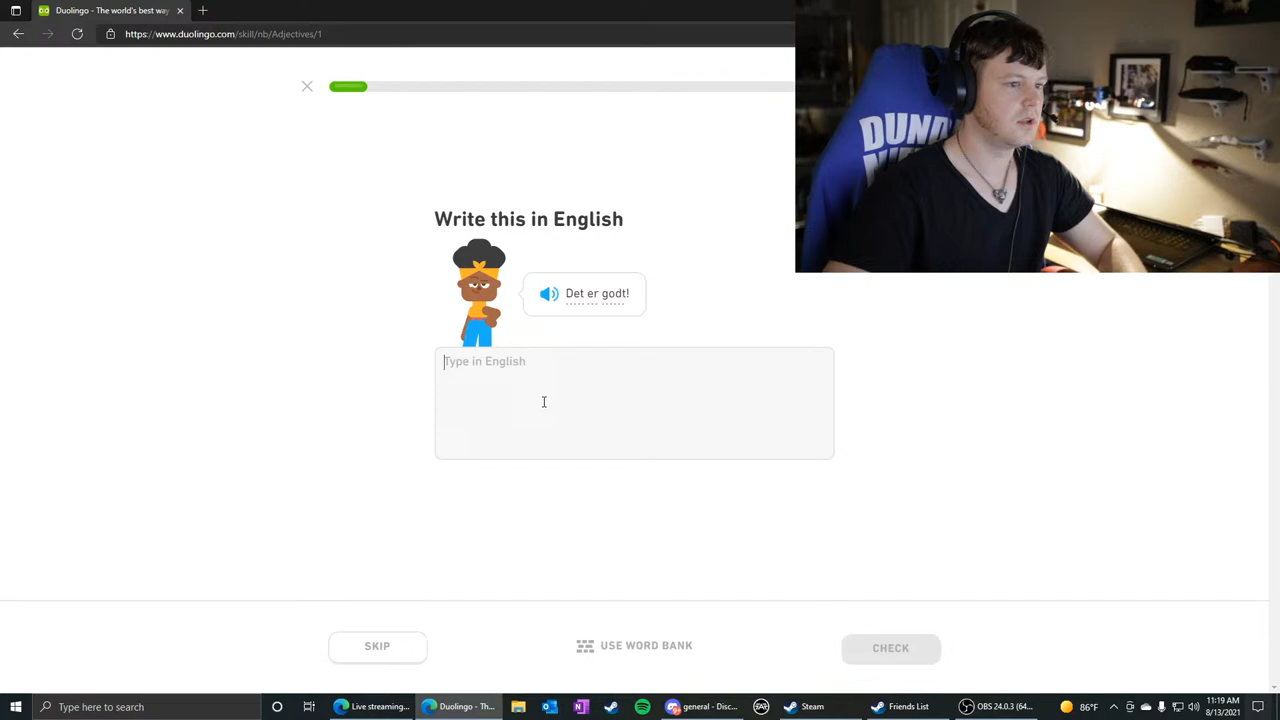 Duolingo - The world's best way
https://www.duolingo.com/skill/nb/Adjectives/1
DUND
Write this in English
Det er godt!
Type in English
SKIP
USE WORD BANK
CHECK
Type here to search
Live streaming...
Duolingo - Th...
general - Disc...
Steam
Friends List
OBS 24.0.3 (64...
86°F
11:19 AM
8/13/2021